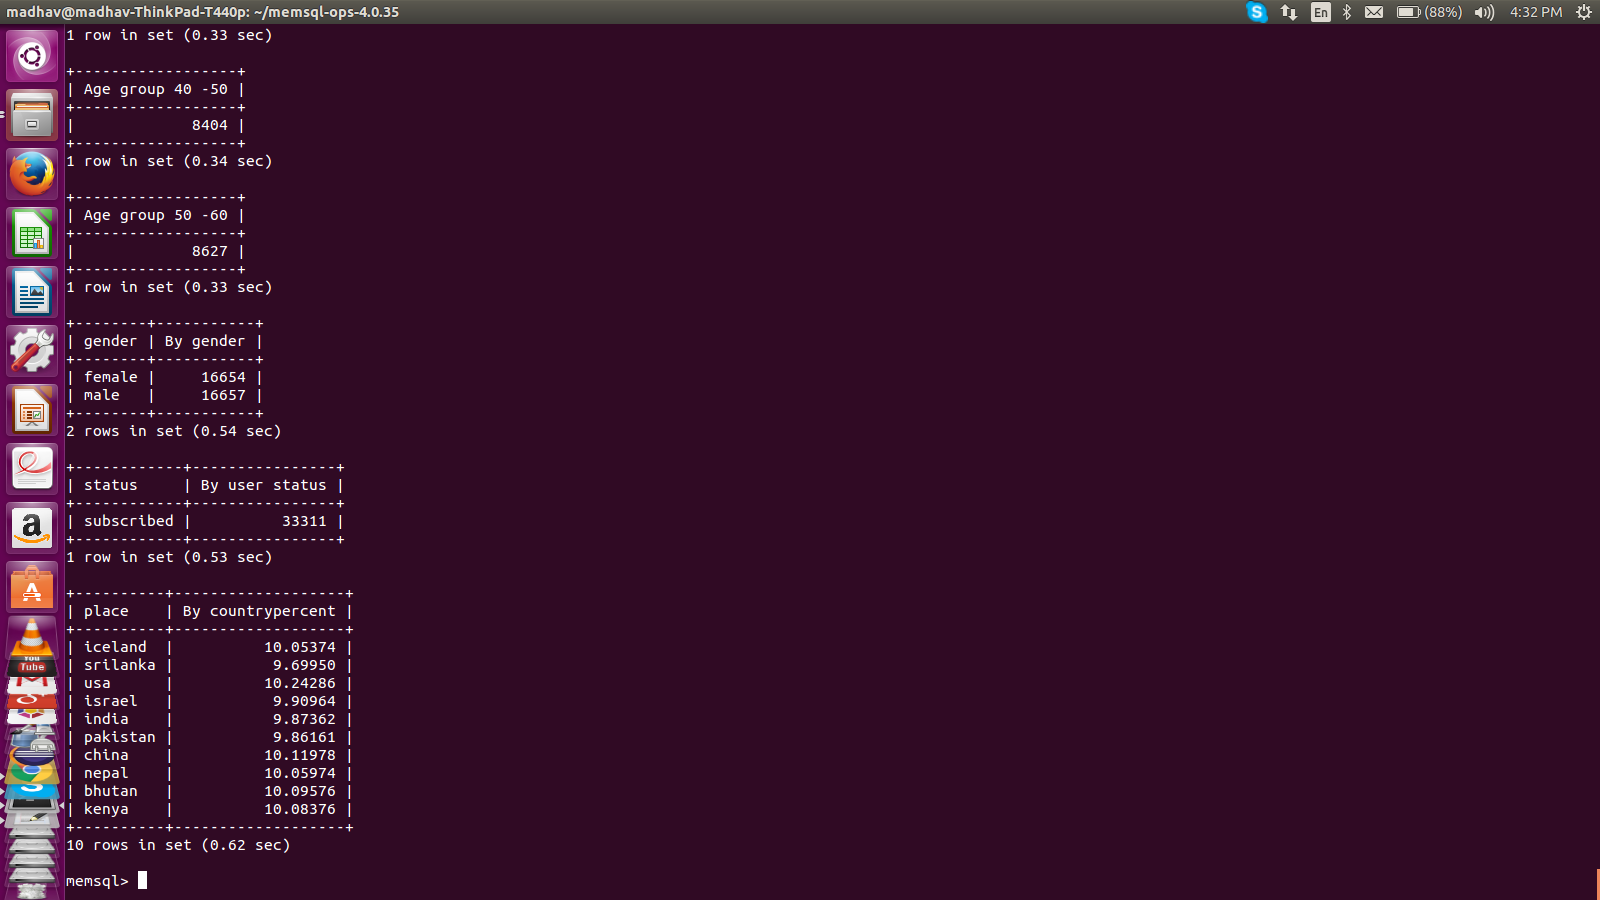 madhav@madhav-ThinkPad-T440p: ~/memsql-ops-4.0.35 En (88%) 4:32 PM
1 row in set (0.33 sec)
+------------------+
| Age group 40 -50 |
+------------------+
|             8404 |
+------------------+
1 row in set (0.34 sec)
+------------------+
| Age group 50 -60 |
+------------------+
|             8627 |
+------------------+
1 row in set (0.33 sec)
+--------+-----------+
| gender | By gender |
+--------+-----------+
| female |     16654 |
| male   |     16657 |
+--------+-----------+
2 rows in set (0.54 sec)
+------------+----------------+
| status     | By user status |
+------------+----------------+
| subscribed |          33311 |
+------------+----------------+
1 row in set (0.53 sec)
+----------+-------------------+
| place    | By countrypercent |
+----------+-------------------+
| iceland  |          10.05374 |
| srilanka |           9.69950 |
| usa      |          10.24286 |
| israel   |           9.90964 |
| india    |           9.87362 |
| pakistan |           9.86161 |
| china    |          10.11978 |
| nepal    |          10.05974 |
| bhutan   |          10.09576 |
| kenya    |          10.08376 |
+----------+-------------------+
10 rows in set (0.62 sec)
memsql>
a
A
You
Tube